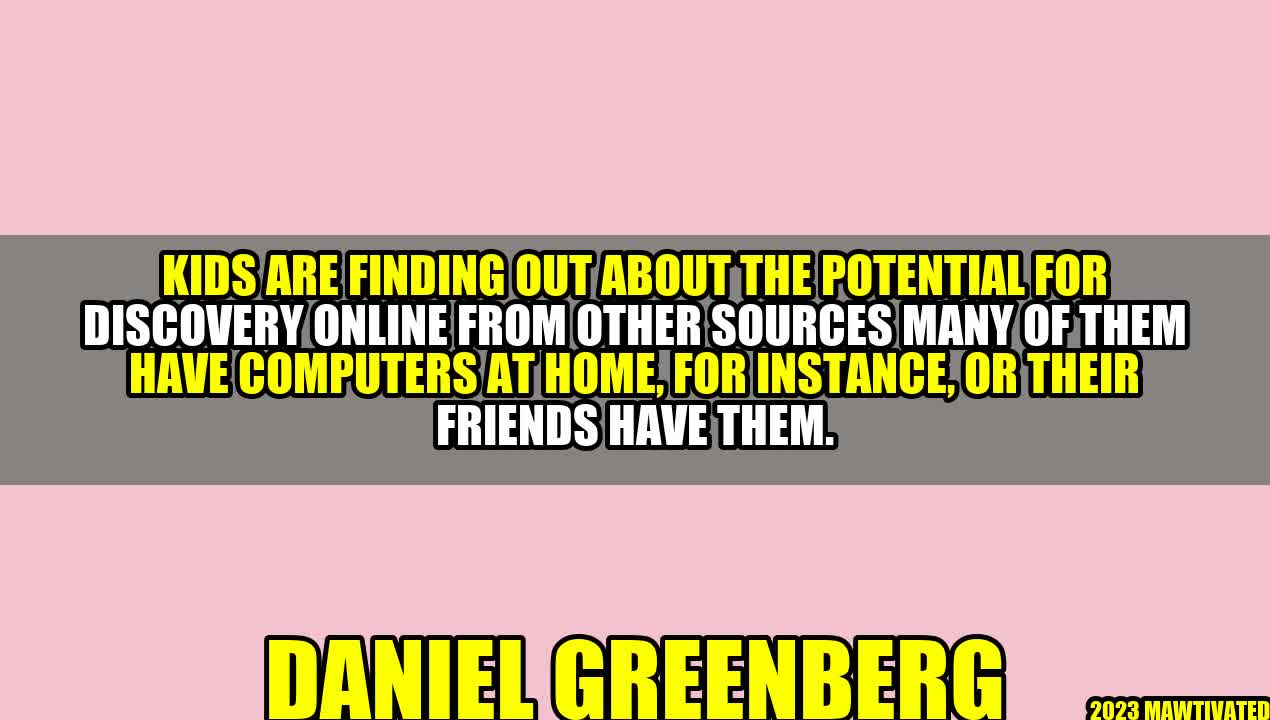 KIDS ARE FINDING OUT ABOUT THE POTENTIAL FOR
DISCOVERY ONLINE FROM OTHER SOURCES MANY OF THEM
HAVE COMPUTERS AT HOME, FOR INSTANCE, OR THEIR
FRIENDS HAVE THEM.
DANIEL GREENBERG
2023 MAWTIVATED